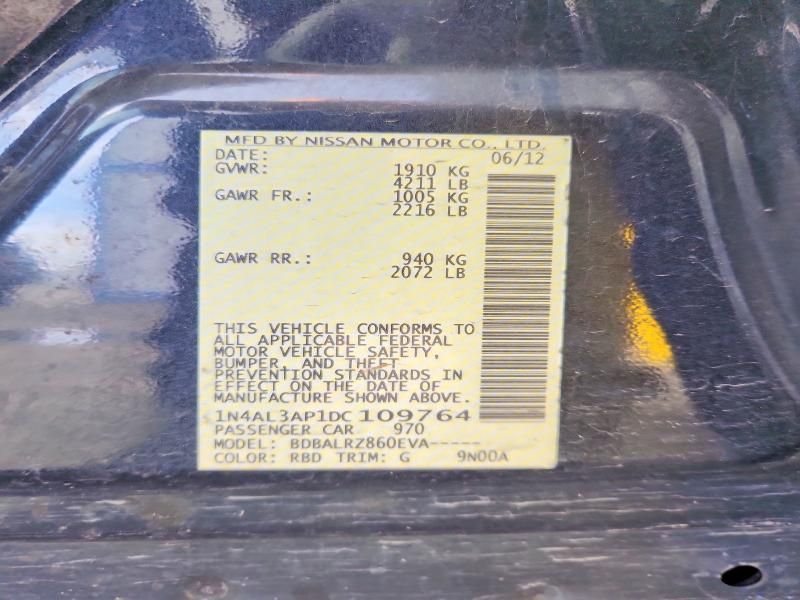 MFD BY NISSAN MOTOR CO., LTD.
DATE: 06/12
GVWR: 1910 KG
4211 LB
GAWR FR.: 1005 KG
2216 LB
GAWR RR.: 940 KG
2072 LB
THIS VEHICLE CONFORMS TO
ALL APPLICABLE FEDERAL
MOTOR VEHICLE SAFETY,
BUMPER, AND THEFT
PREVENTION STANDARDS IN
EFFECT ON THE DATE OF
MANUFACTURE SHOWN ABOVE.
1N4AL3AP1DC 109764
PASSENGER CAR 970
MODEL: BDBALRZ860EVA-----
COLOR: RBD TRIM: G 9N00A